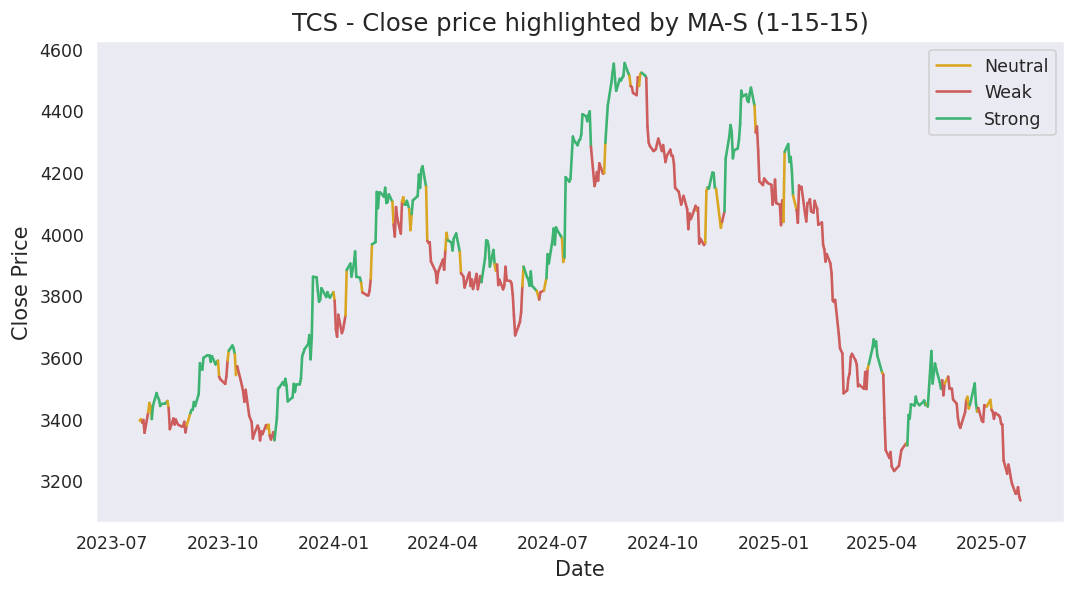 TCS - Close price highlighted by MA-S (1-15-15)
Neutral
Weak
Strong
Close Price
4600
4400
4200
4000
3800
3600
3400
3200
2023-07 2023-10 2024-01 2024-04 2024-07 2024-10 2025-01 2025-04 2025-07
Date